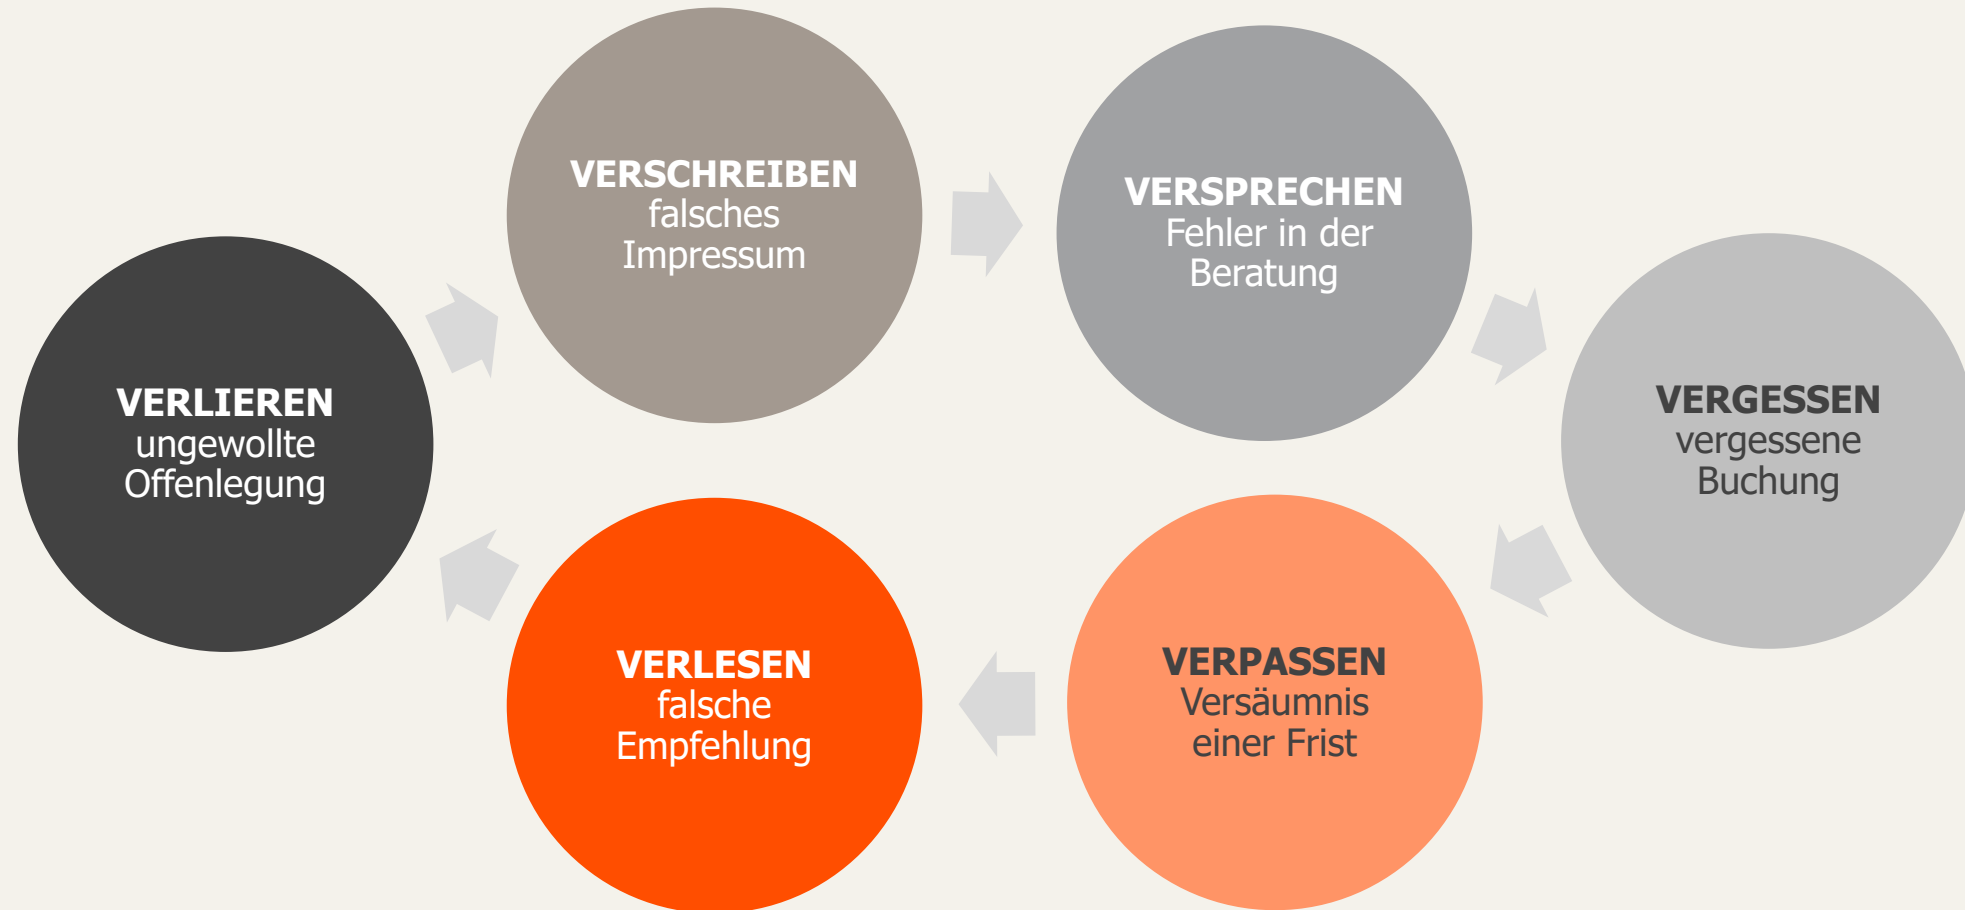 VERSCHREIBEN
falsches
Impressum
VERSPRECHEN
Fehler in der
Beratung
VERGESSEN
vergessene
Buchung
VERPASSEN
Versäumnis
einer Frist
VERLESEN
falsche
Empfehlung
VERLIEREN
ungewollte
Offenlegung